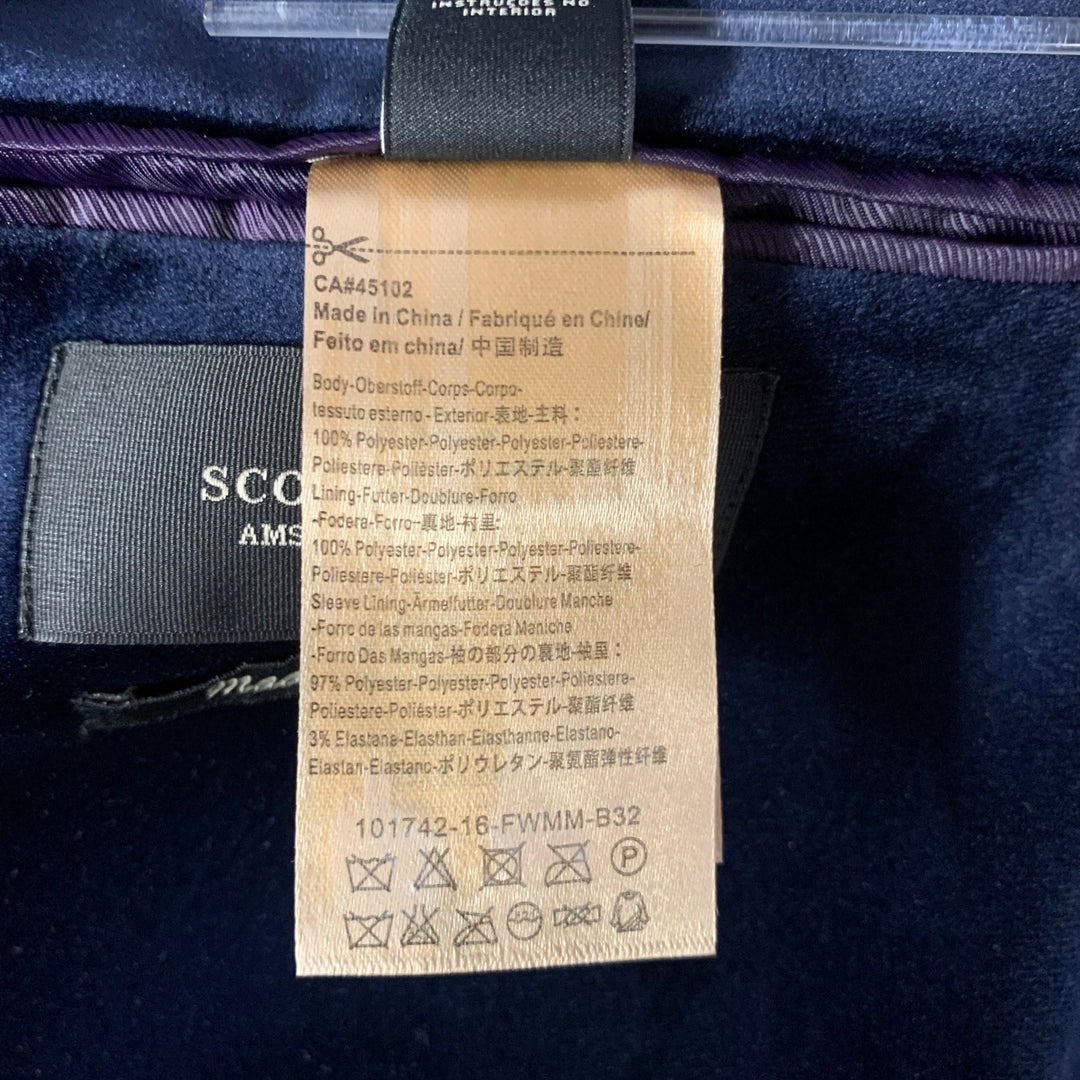 INSTRUÇÕES NO
INTERIOR
CA#45102
Made in China / Fabriqué en Chine/
Feito em china/ 中国制造
Body-Oberstoff-Corps-Corpo-
tessuto esterno - Exterior-表地-主料：
100% Polyester-Polyester-Polyester-Poliestere-
Poliestere-Poliéster-ポリエステル-聚酯纤维
Lining-Futter-Doublure-Forro
-Fodera-Forro--裏地-衬里:
100% Polyester-Polyester-Polyester-Poliestere-
Poliestere-Poliéster-ポリエステル-聚酯纤维
Sleeve Lining-Ärmelfutter-Doublure Manche
-Forro de las mangas-Fodera Maniche
-Forro Das Mangas-袖の部分の裏地-袖里：
97% Polyester-Polyester-Polyester-Poliestere-
Poliestere-Poliéster-ポリエステル-聚酯纤维
3% Elastane-Elasthan-Elasthanne-Elastano-
Elastan-Elastano-ポリウレタン-聚氨酯弹性纤维
101742-16-FWMM-B32
P
SCO
AMS
mad